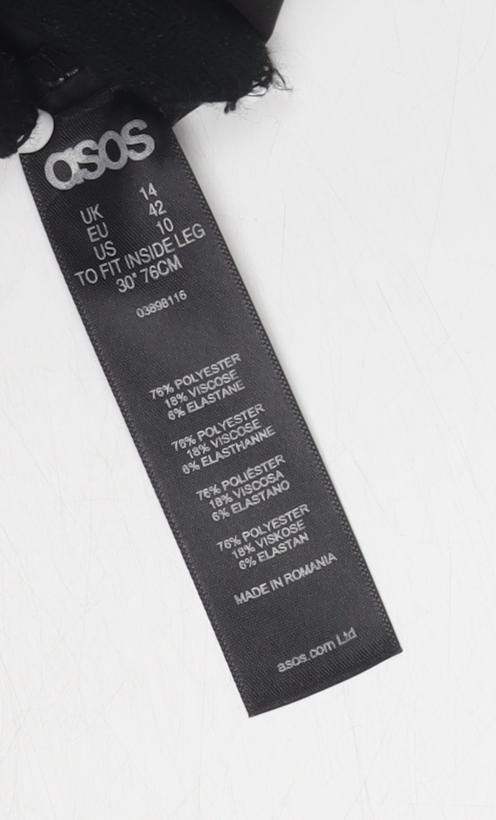 asos
UK 14
EU 42
US 10
TO FIT INSIDE LEG
30" 76CM
03898116
76% POLYESTER
18% VISCOSE
6% ELASTANE
76% POLYESTER
18% VISCOSE
6% ELASTHANNE
76% POLIÉSTER
18% VISCOSA
6% ELASTANO
76% POLYESTER
18% VISKOSE
6% ELASTAN
MADE IN ROMANIA
asos.com Ltd